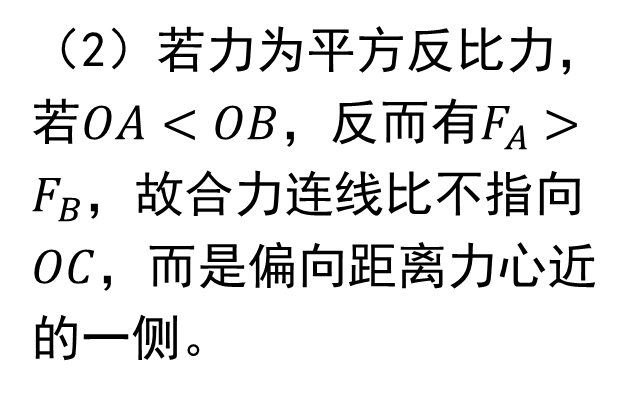 （2）若力为平方反比力，
若OA < OB，反而有F_A >
F_B，故合力连线比不指向
OC，而是偏向距离力心近
的一侧。